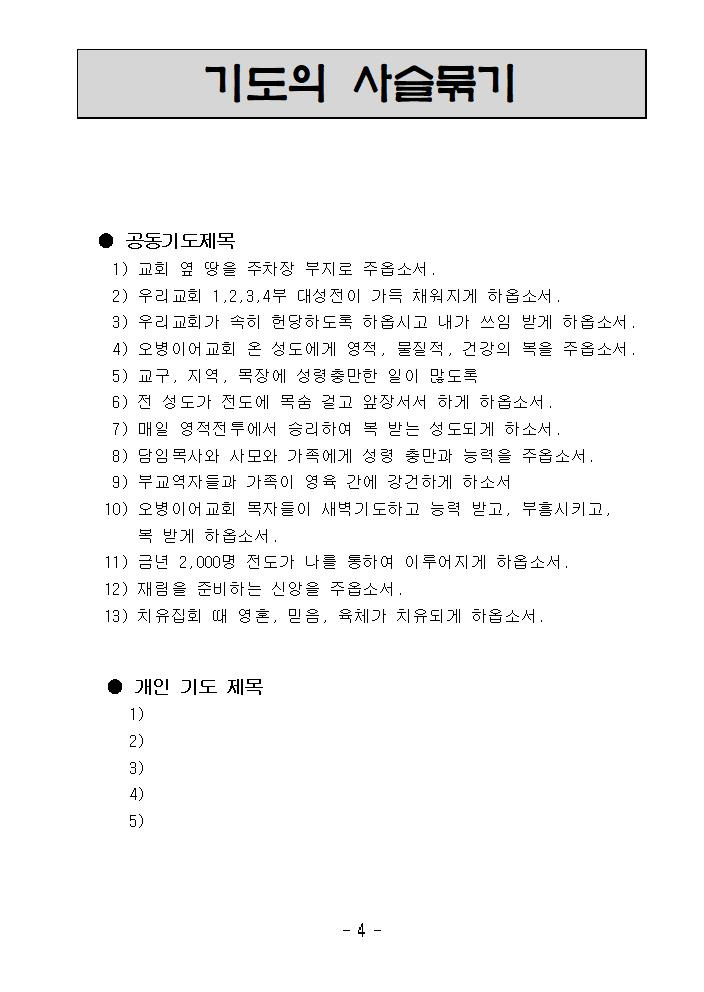 기도의 사슬묶기
● 공동기도제목
1) 교회 옆 땅을 주차장 부지로 주옵소서.
2) 우리교회 1,2,3,4부 대성전이 가득 채워지게 하옵소서.
3) 우리교회가 속히 헌당하도록 하옵시고 내가 쓰임 받게 하옵소서.
4) 오병이어교회 온 성도에게 영적, 물질적, 건강의 복을 주옵소서.
5) 교구, 지역, 목장에 성령충만한 일이 많도록
6) 전 성도가 전도에 목숨 걸고 앞장서서 하게 하옵소서.
7) 매일 영적전투에서 승리하여 복 받는 성도되게 하소서.
8) 담임목사와 사모와 가족에게 성령 충만과 능력을 주옵소서.
9) 부교역자들과 가족이 영육 간에 강건하게 하소서
10) 오병이어교회 목자들이 새벽기도하고 능력 받고, 부흥시키고,
복 받게 하옵소서.
11) 금년 2,000명 전도가 나를 통하여 이루어지게 하옵소서.
12) 재림을 준비하는 신앙을 주옵소서.
13) 치유집회 때 영혼, 믿음, 육체가 치유되게 하옵소서.
● 개인 기도 제목
1)
2)
3)
4)
5)
- 4 -